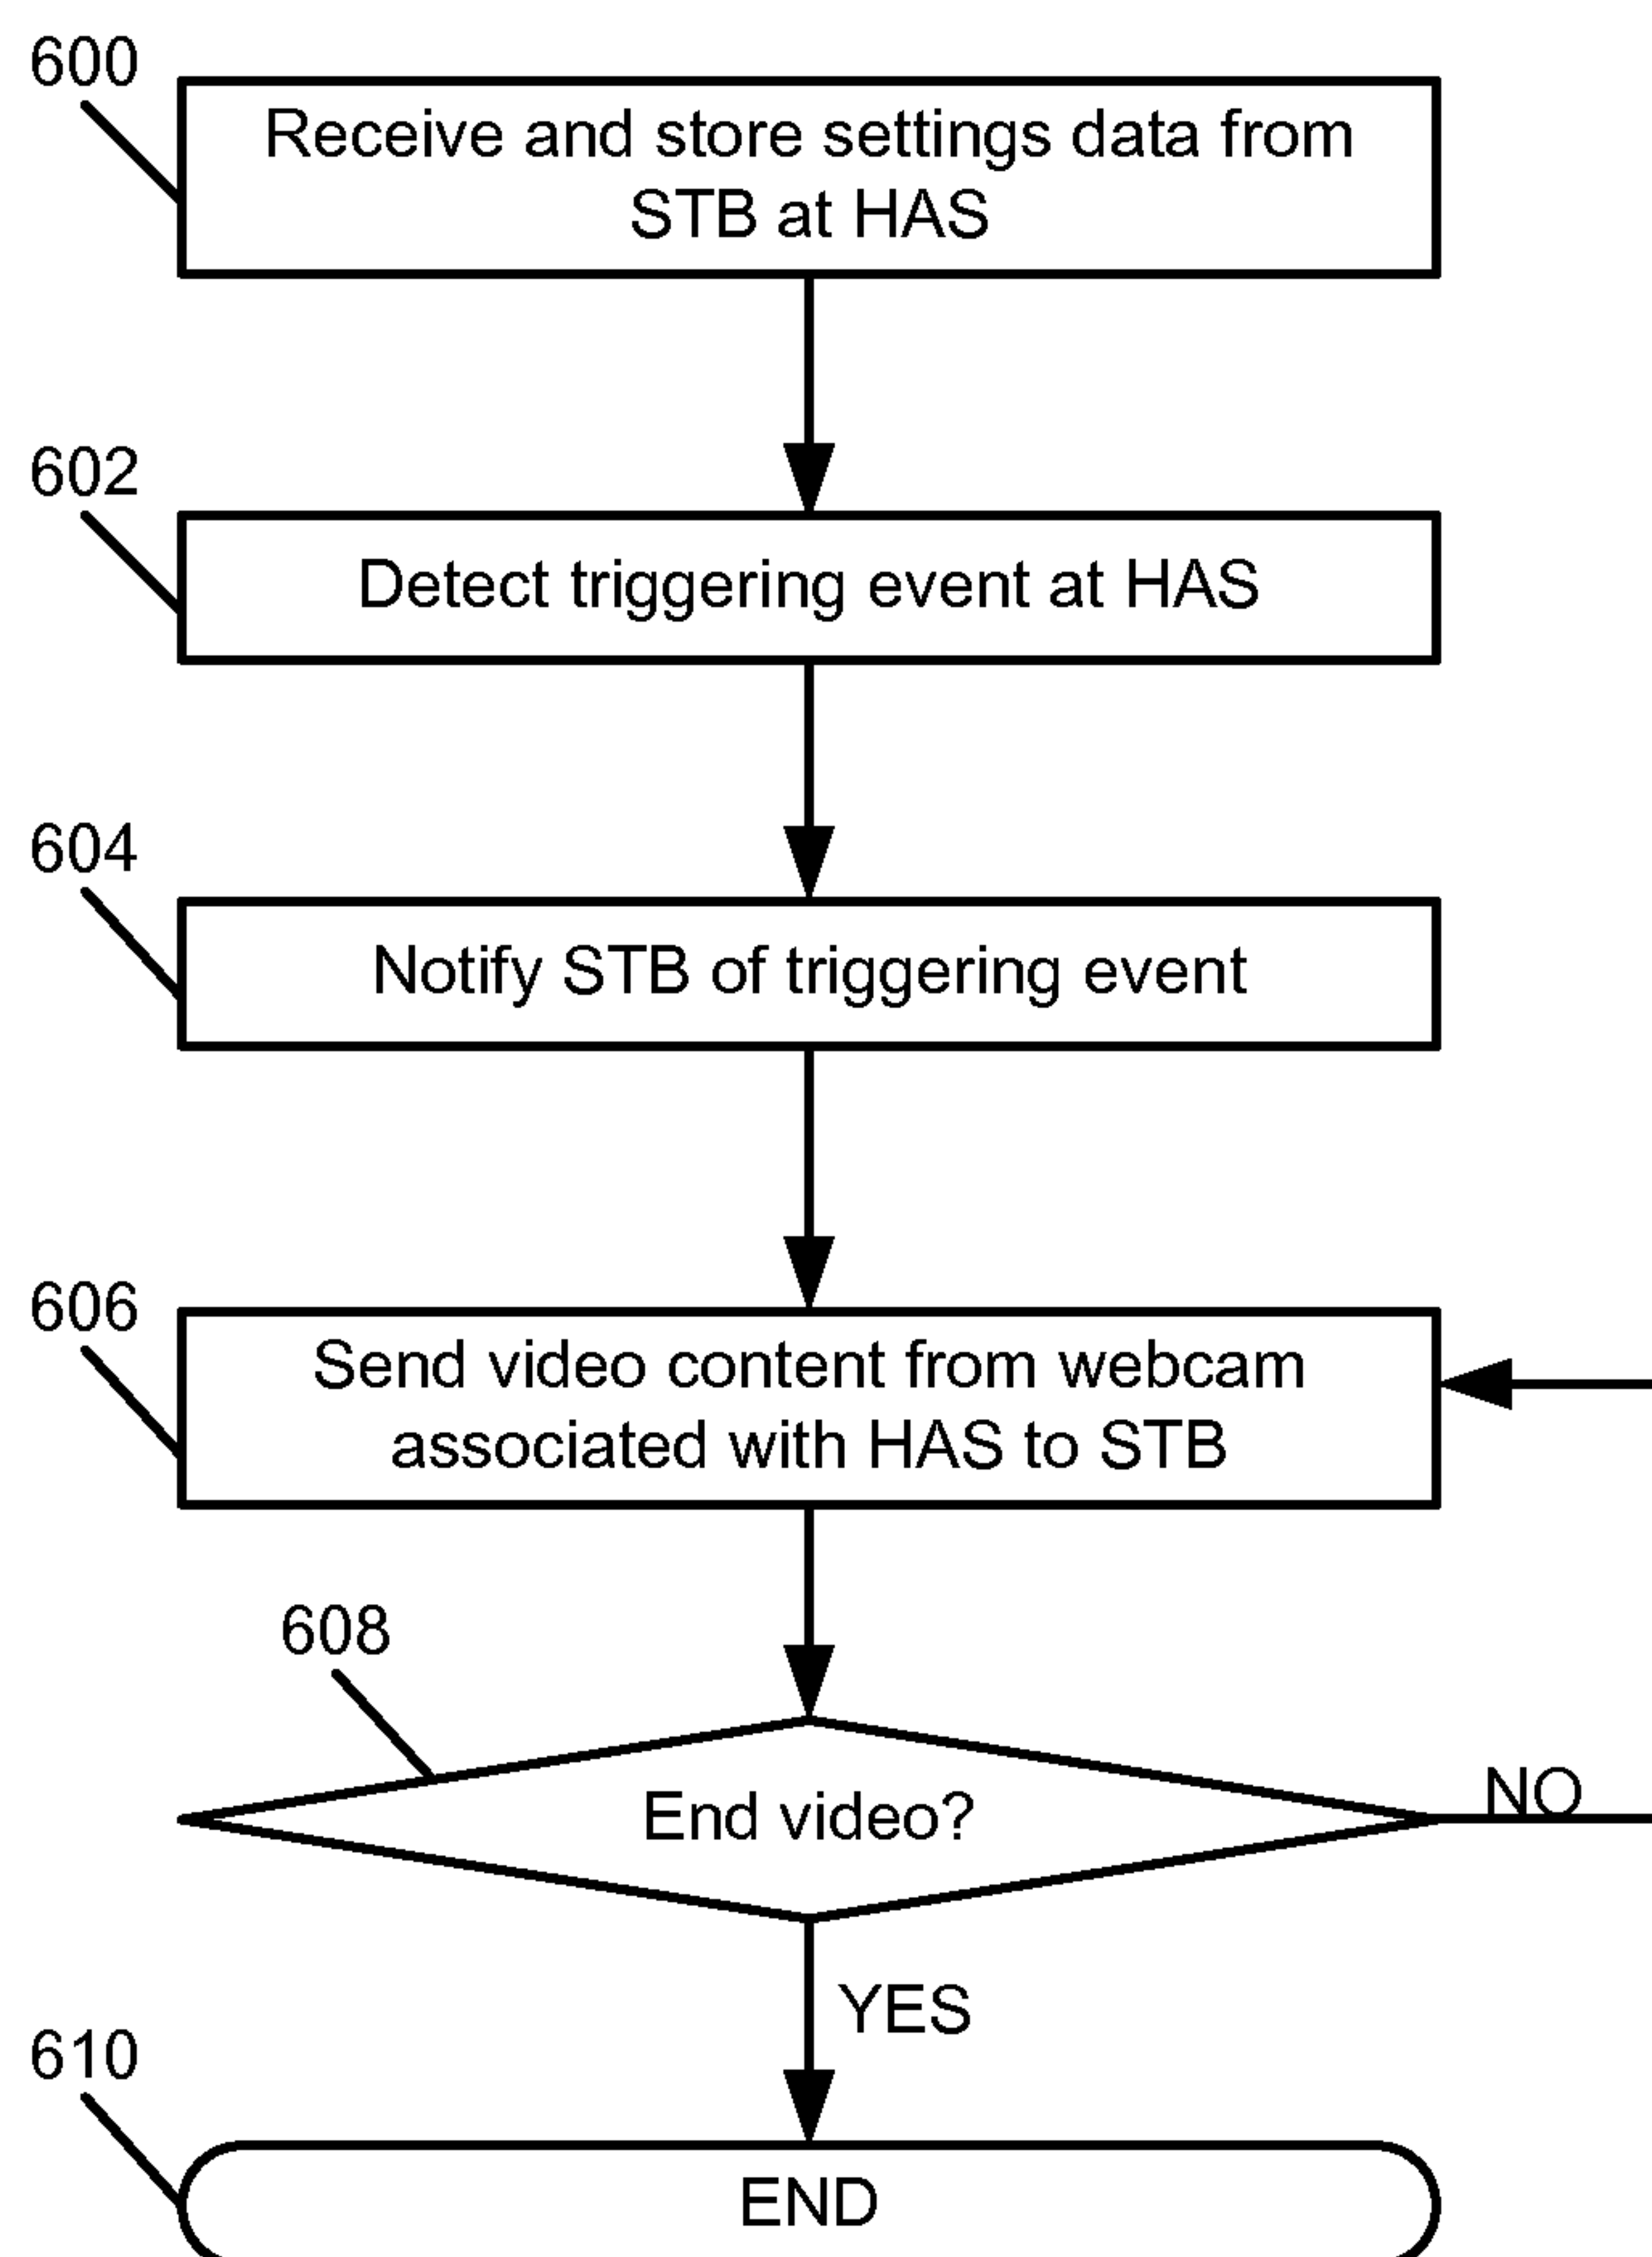 600
Receive and store settings data from
STB at HAS
602
Detect triggering event at HAS
604
Notify STB of triggering event
606
Send video content from webcam
associated with HAS to STB
608
End video?
NO
YES
610
END